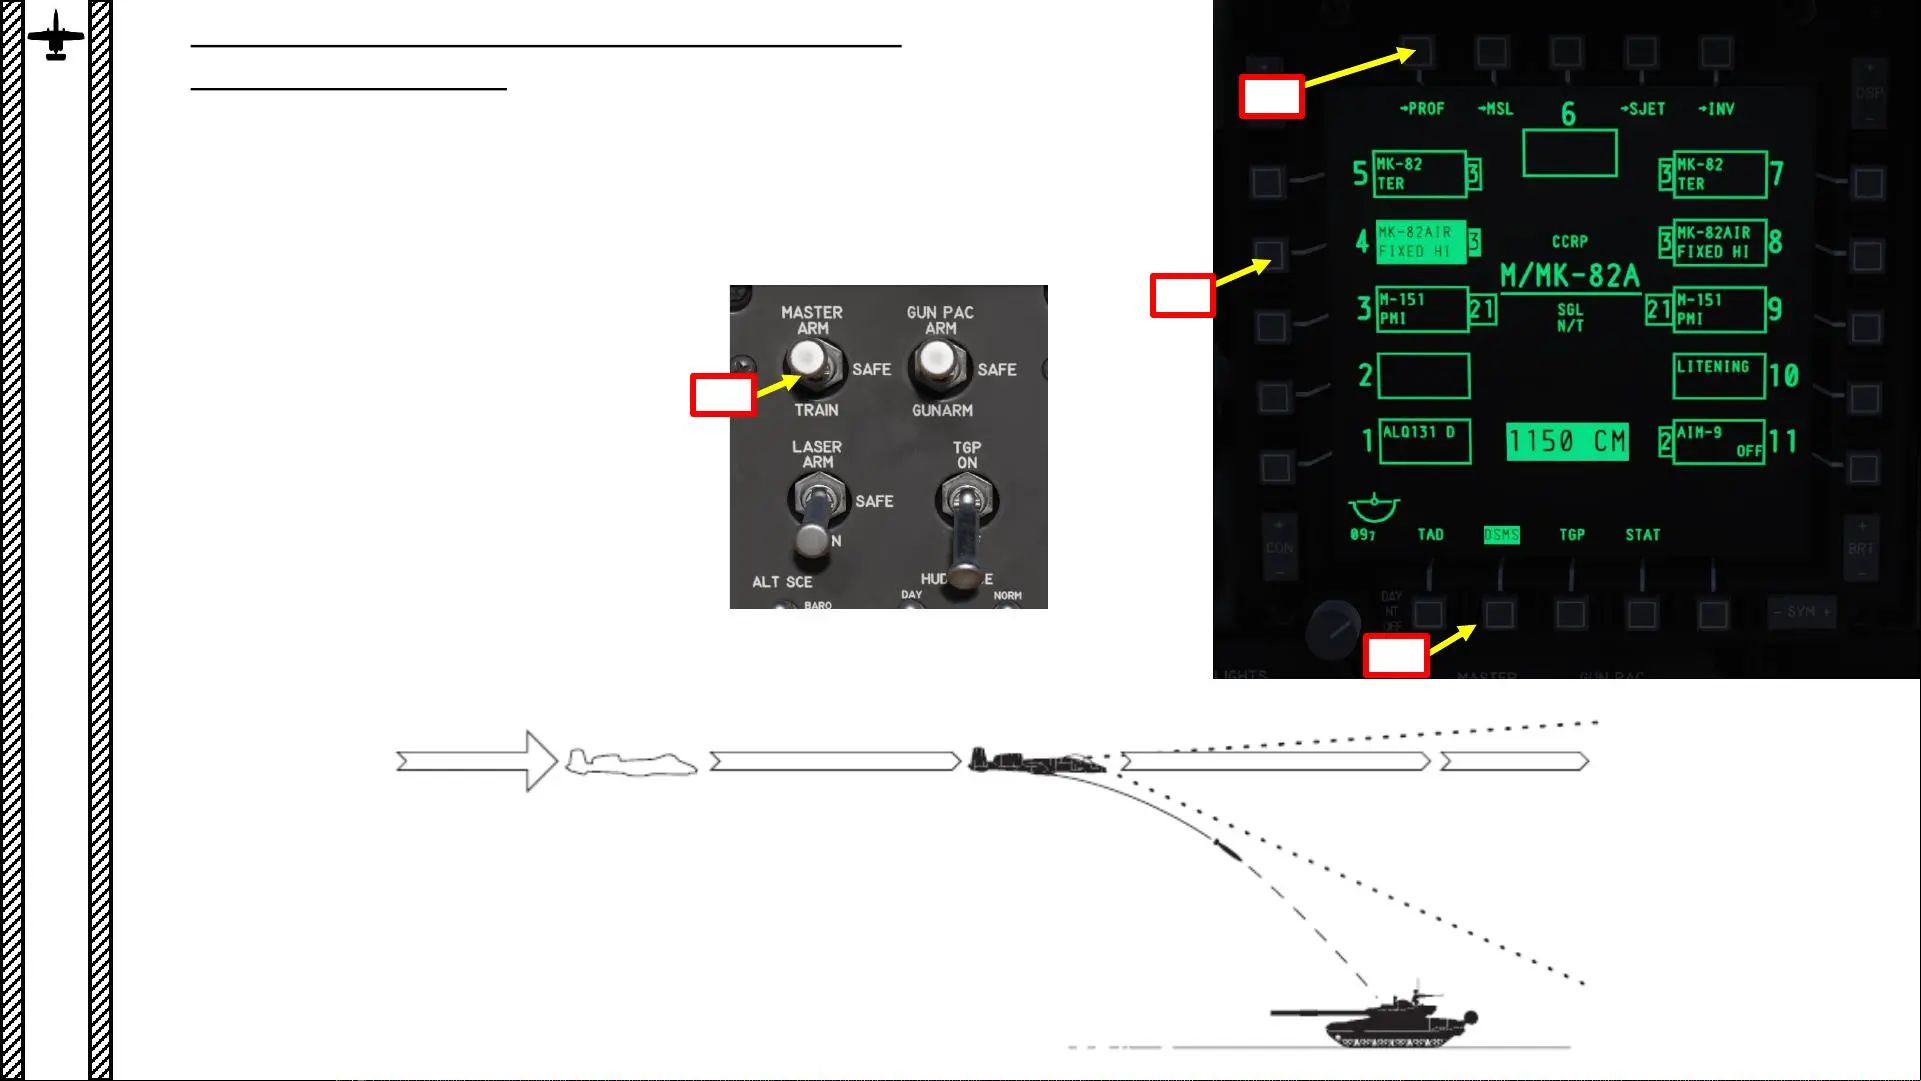 →PROF →MSL 6 →SJET →INV
DSP
5 MK-82 3
TER
3 MK-82 7
TER
4 MK-82AIR 3
FIXED HI
CCRP
3 MK-82AIR 8
FIXED HI
M/MK-82A
3 M-151 21
PMI
SGL
N/T
21 M-151 9
PMI
2
LITENING 10
1 ALQ131 D
1150 CM
2 AIM-9 11
OFF
097 TAD DSMS TGP STAT
CON
BRT
DAY
NT
- SYM +
MASTER GUN PAC
MASTER
ARM
GUN PAC
ARM
SAFE SAFE
TRAIN GUNARM
LASER
ARM
TGP
ON
SAFE
N
ALT SCE
BARO
DAY NORM